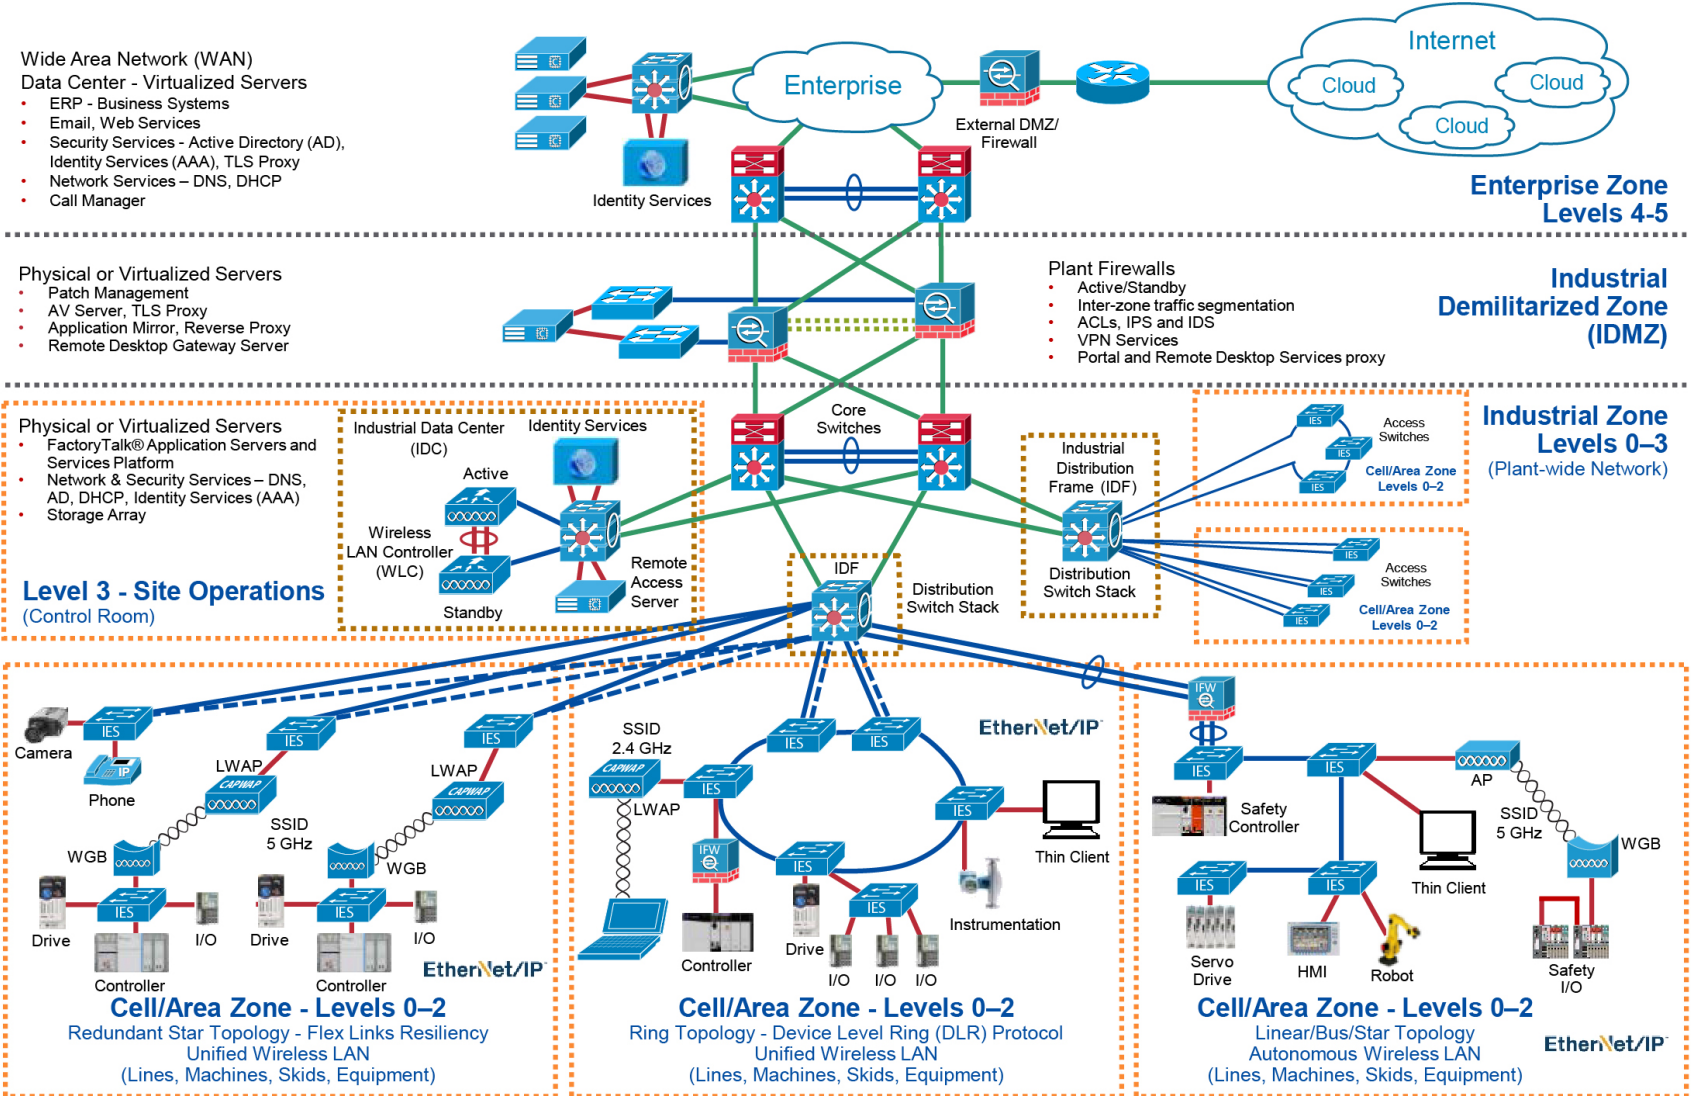 Wide Area Network (WAN)
Data Center - Virtualized Servers
• ERP - Business Systems
• Email, Web Services
• Security Services - Active Directory (AD),
Identity Services (AAA), TLS Proxy
• Network Services – DNS, DHCP
• Call Manager
Identity Services
Enterprise
External DMZ/
Firewall
Internet
Cloud
Cloud
Cloud
Enterprise Zone
Levels 4-5
Physical or Virtualized Servers
• Patch Management
• AV Server, TLS Proxy
• Application Mirror, Reverse Proxy
• Remote Desktop Gateway Server
Plant Firewalls
• Active/Standby
• Inter-zone traffic segmentation
• ACLs, IPS and IDS
• VPN Services
• Portal and Remote Desktop Services proxy
Industrial
Demilitarized Zone
(IDMZ)
Physical or Virtualized Servers
• FactoryTalk® Application Servers and
Services Platform
• Network & Security Services – DNS,
AD, DHCP, Identity Services (AAA)
• Storage Array
Level 3 - Site Operations
(Control Room)
Industrial Data Center
(IDC)
Identity Services
Active
Wireless
LAN Controller
(WLC)
Standby
Remote
Access
Server
Core
Switches
IDF
Distribution
Switch Stack
Industrial
Distribution
Frame (IDF)
Distribution
Switch Stack
IES
IES
IES
Access
Switches
Cell/Area Zone
Levels 0–2
IES
IES
IES
Access
Switches
Cell/Area Zone
Levels 0–2
Industrial Zone
Levels 0–3
(Plant-wide Network)
Camera
IES
IP
Phone
IES
LWAP
CAPWAP
SSID
5 GHz
WGB
IES
LWAP
CAPWAP
WGB
Drive
IES
I/O
Controller
Drive
IES
I/O
Controller
EtherNet/IP™
Cell/Area Zone - Levels 0–2
Redundant Star Topology - Flex Links Resiliency
Unified Wireless LAN
(Lines, Machines, Skids, Equipment)
SSID
2.4 GHz
CAPWAP
LWAP
IES
IES
IES
IES
IES
IES
IFW
Controller
Drive
I/O
I/O
I/O
Instrumentation
Thin Client
EtherNet/IP™
Cell/Area Zone - Levels 0–2
Ring Topology - Device Level Ring (DLR) Protocol
Unified Wireless LAN
(Lines, Machines, Skids, Equipment)
IFW
IES
IES
AP
Safety
Controller
SSID
5 GHz
WGB
Thin Client
IES
IES
Servo
Drive
HMI
Robot
Safety
I/O
Cell/Area Zone - Levels 0–2
Linear/Bus/Star Topology
Autonomous Wireless LAN
(Lines, Machines, Skids, Equipment)
EtherNet/IP™